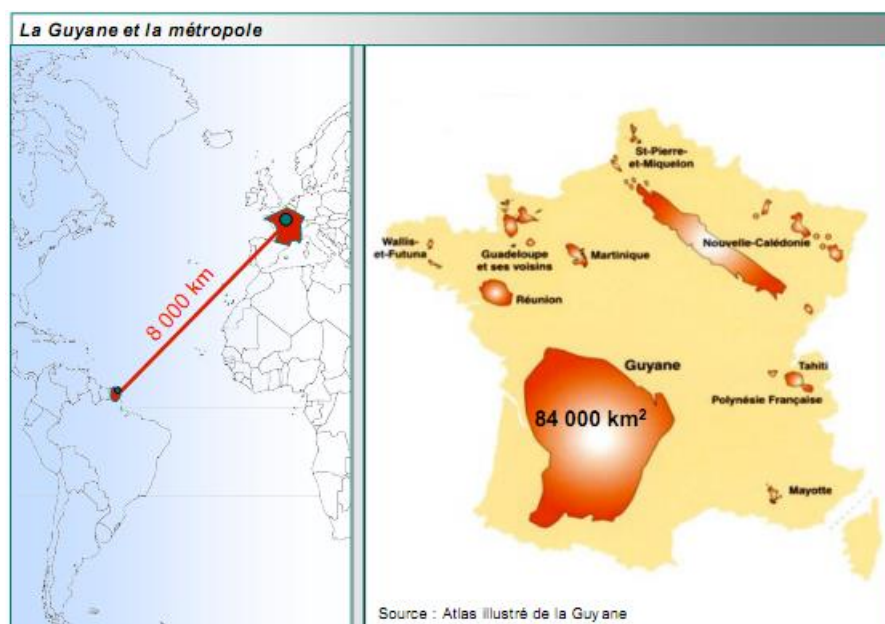 La Guyane et la métropole
8 000 km
St-Pierre-
et-Miquelon
Wallis-
et-Futuna
Guadeloupe
et ses voisins
Martinique
Nouvelle-Calédonie
Réunion
Guyane
84 000 km²
Tahiti
Polynésie Française
Mayotte
Source : Atlas illustré de la Guyane